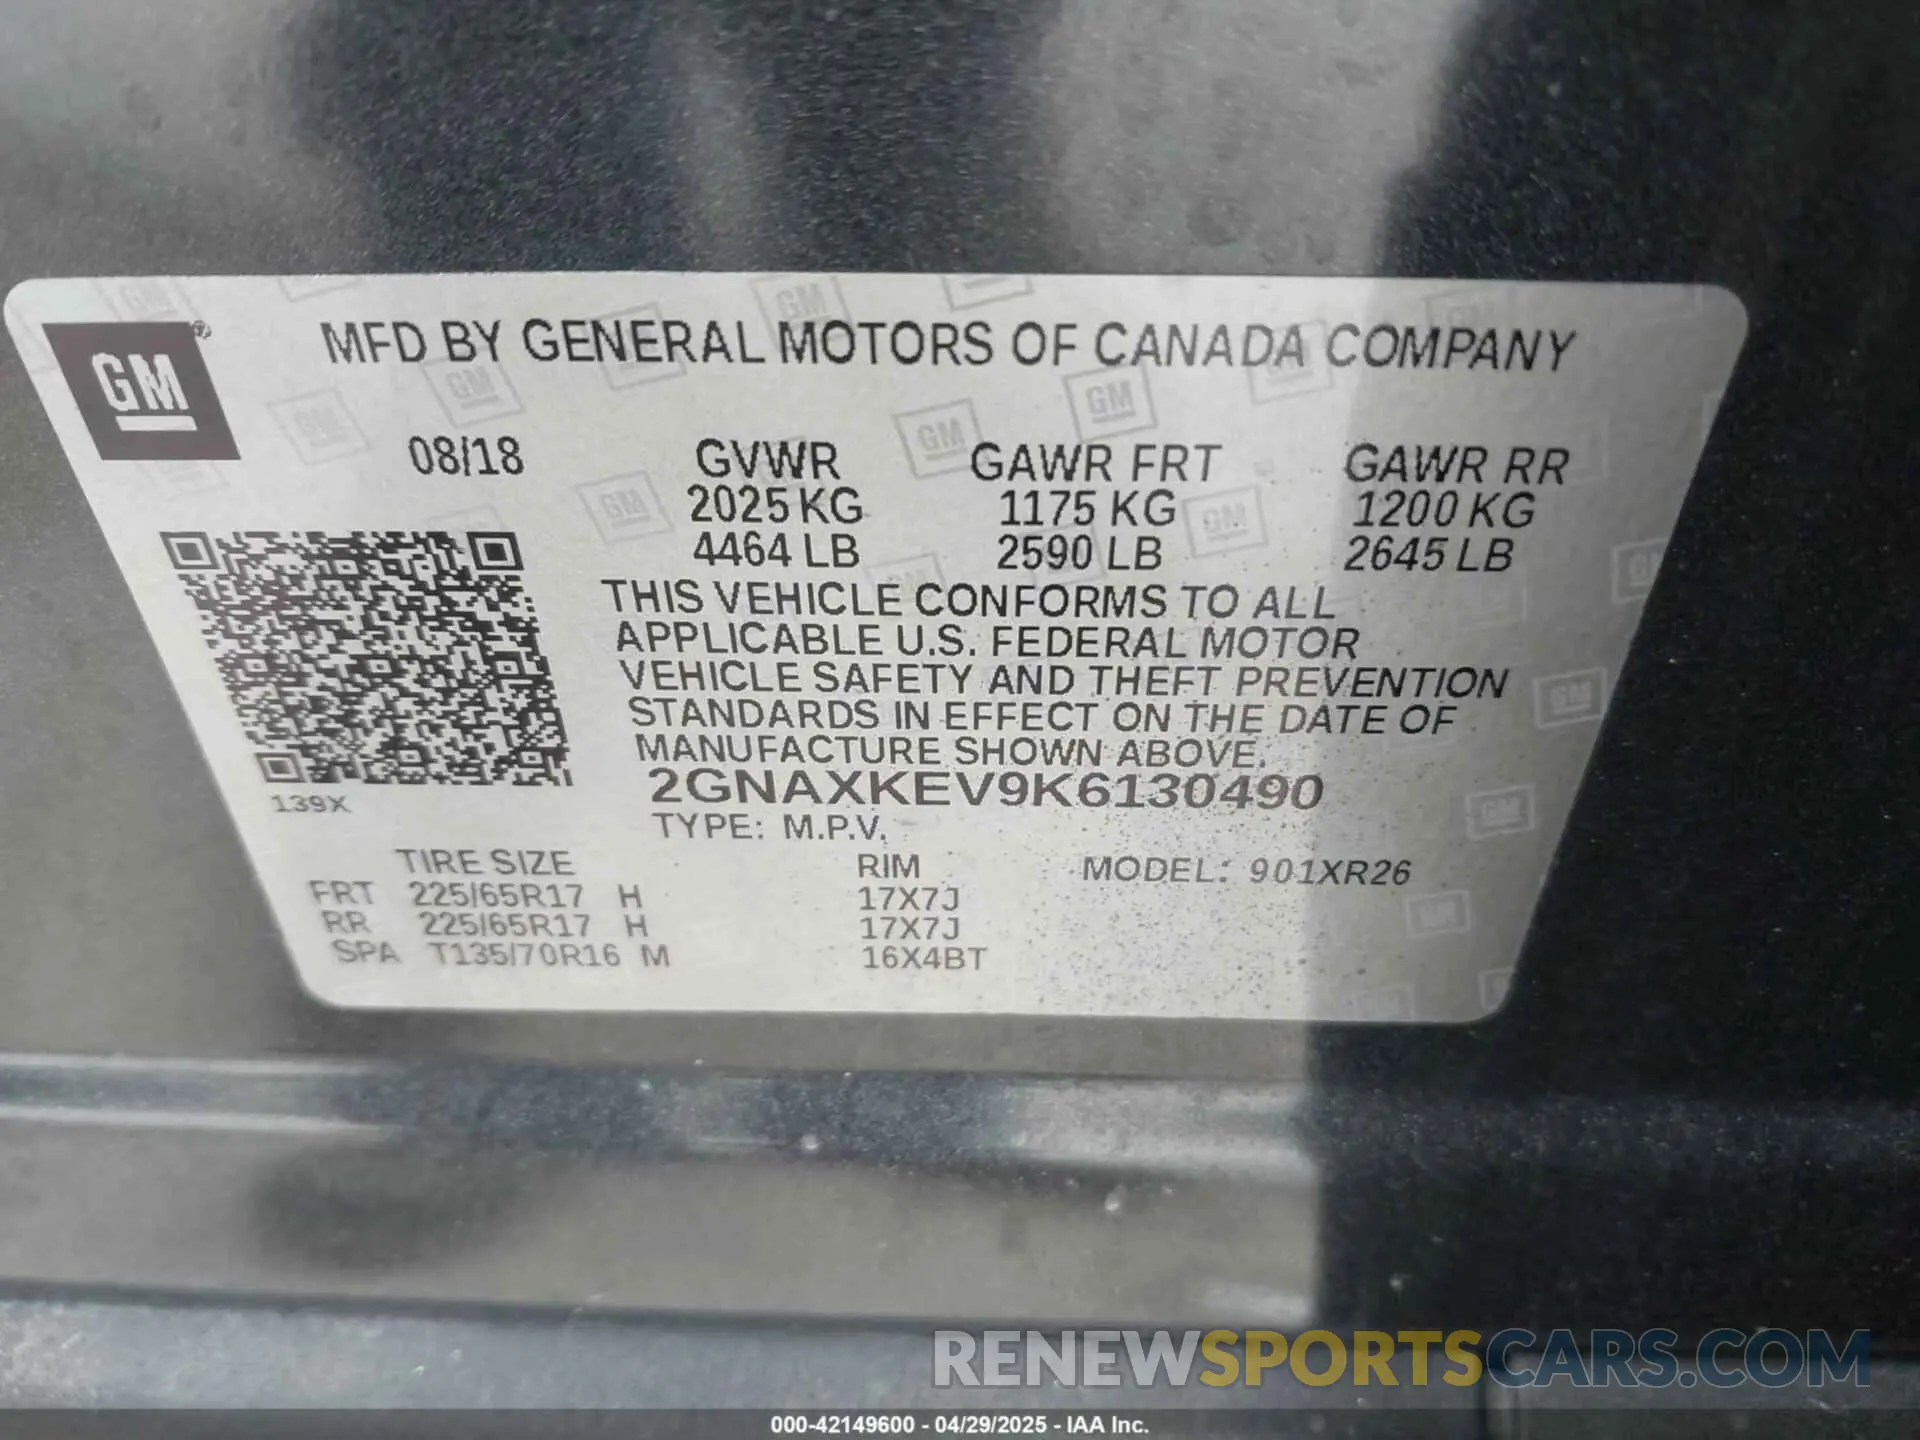 GM ®
MFD BY GENERAL MOTORS OF CANADA COMPANY
08/18 GVWR GAWR FRT GAWR RR
2025 KG 1175 KG 1200 KG
4464 LB 2590 LB 2645 LB
THIS VEHICLE CONFORMS TO ALL
APPLICABLE U.S. FEDERAL MOTOR
VEHICLE SAFETY AND THEFT PREVENTION
STANDARDS IN EFFECT ON THE DATE OF
MANUFACTURE SHOWN ABOVE.
139X
2GNAXKEV9K6130490
TYPE: M.P.V.
TIRE SIZE RIM MODEL: 901XR26
FRT 225/65R17 H 17X7J
RR 225/65R17 H 17X7J
SPA T135/70R16 M 16X4BT
RENEWSPORTSCARS.COM
000-42149600 - 04/29/2025 - IAA Inc.